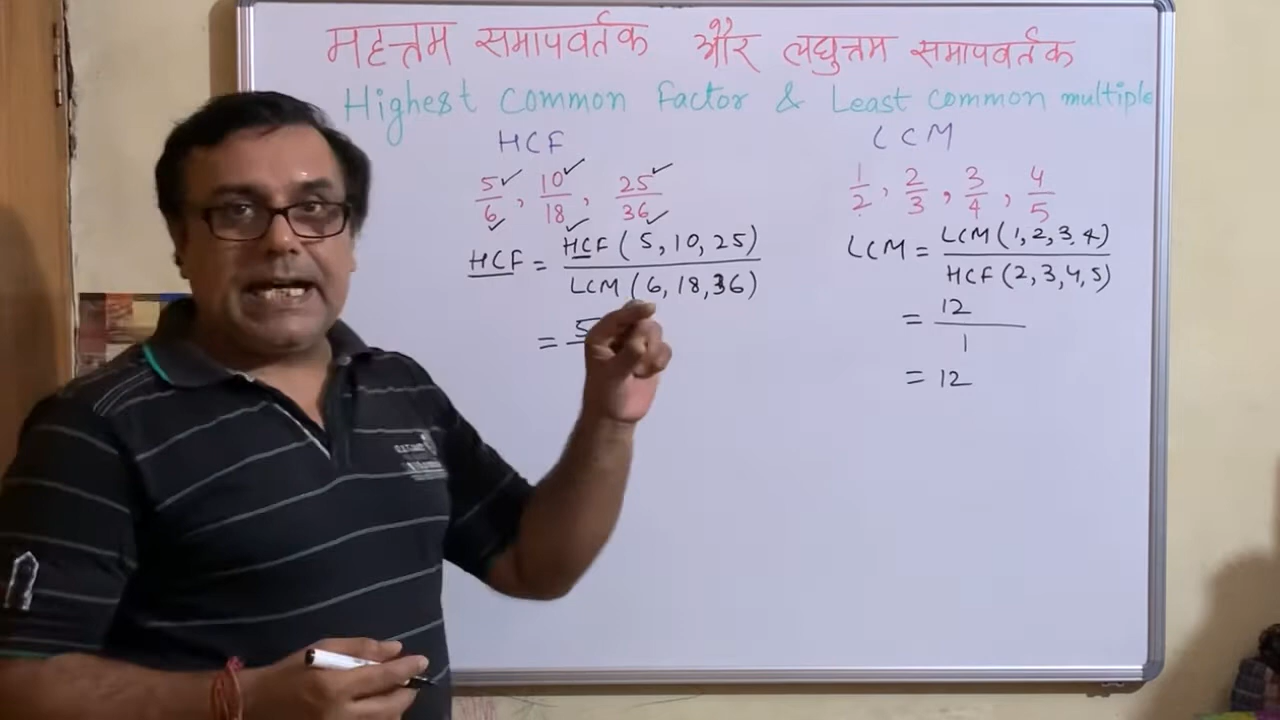 महत्तम समापवर्तक और लघुत्तम समापवर्तक
Highest Common Factor & Least common multiple
HCF
5/6, 10/18, 25/36
HCF = HCF (5, 10, 25) / LCM (6, 18, 36)
= 5
LCM
1/2, 2/3, 3/4, 4/5
LCM = LCM (1, 2, 3, 4) / HCF (2, 3, 4, 5)
= 12/1
= 12